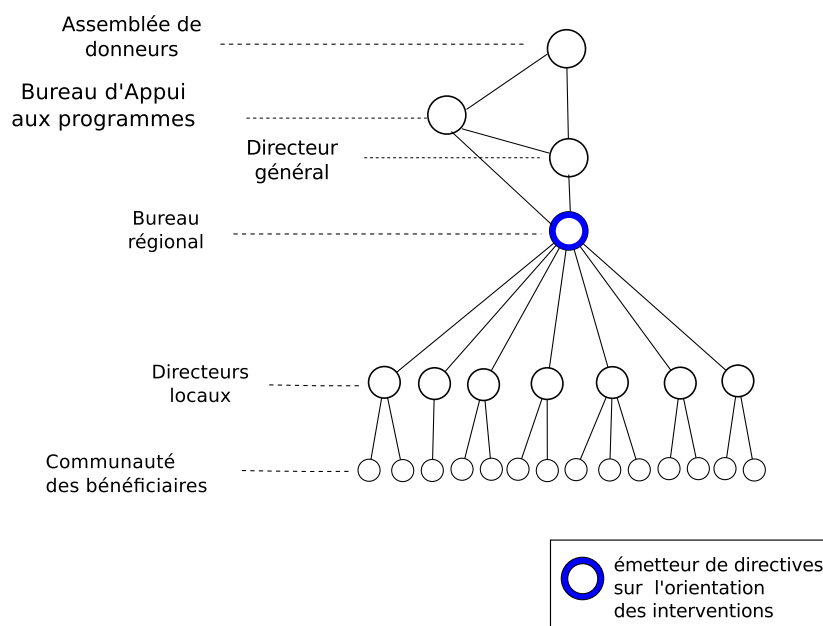 Assemblée de
donneurs
Bureau d'Appui
aux programmes
Directeur
général
Bureau
régional
Directeurs
locaux
Communauté
des bénéficiaires
émetteur de directives
sur l'orientation
des interventions